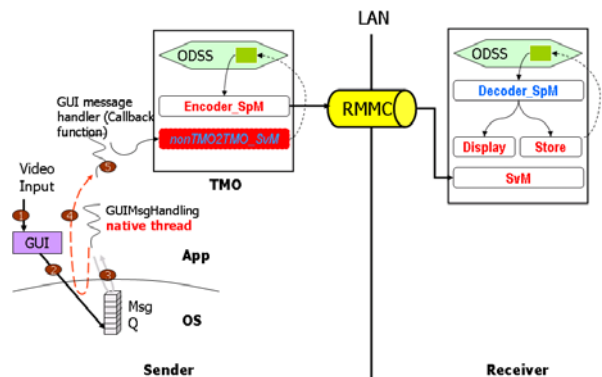 LAN
ODSS
Encoder_SpM
nonTMO2TMO_SvM
TMO
GUI message
handler (Callback
function)
5
Video
Input
1
4
GUIMsgHandling
native thread
GUI
2
3
App
Msg
Q
OS
Sender
RMMC
ODSS
Decoder_SpM
Display
Store
SvM
Receiver